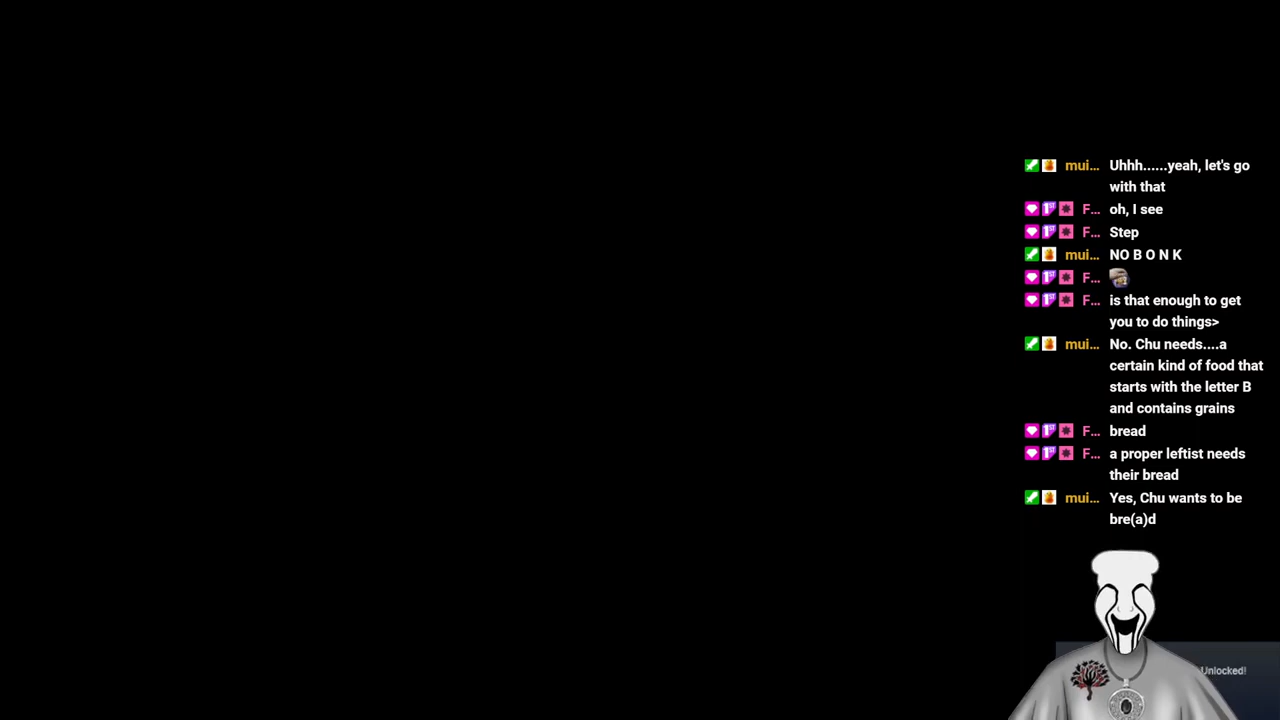 mui... Uhhh......yeah, let's go
with that
F... oh, I see
F... Step
mui... NO B O N K
F...
F... is that enough to get
you to do things>
mui... No. Chu needs....a
certain kind of food that
starts with the letter B
and contains grains
F... bread
F... a proper leftist needs
their bread
mui... Yes, Chu wants to be
bre(a)d
Unlocked!